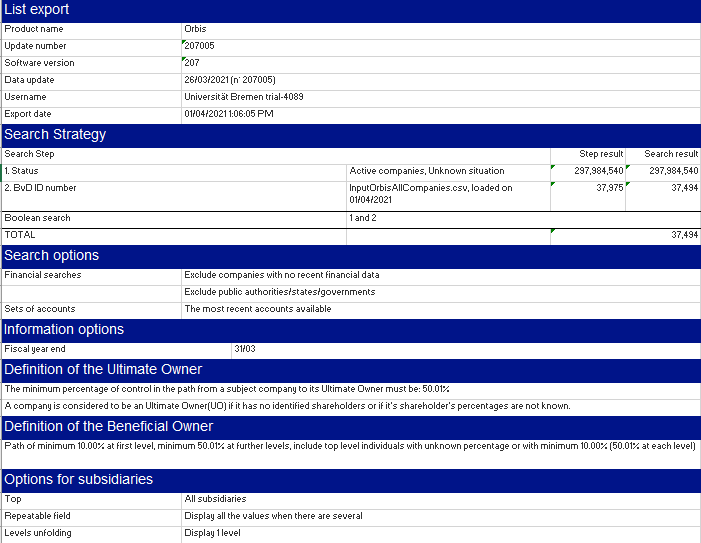 List export
Product name Orbis
Update number 207005
Software version 207
Data update 26/03/2021 (n° 207005)
Username Universität Bremen trial-4089
Export date 01/04/2021 1:06:05 PM
Search Strategy
Search Step Step result Search result
1. Status Active companies, Unknown situation 297,984,540 297,984,540
2. BvD ID number InputOrbisAllCompanies.csv, loaded on 37,975 37,494
01/04/2021
Boolean search 1 and 2
TOTAL 37,494
Search options
Financial searches Exclude companies with no recent financial data
Exclude public authorities/states/governments
Sets of accounts The most recent accounts available
Information options
Fiscal year end 31/03
Definition of the Ultimate Owner
The minimum percentage of control in the path from a subject company to its Ultimate Owner must be: 50.01%
A company is considered to be an Ultimate Owner(UO) if it has no identified shareholders or if it's shareholder's percentages are not known.
Definition of the Beneficial Owner
Path of minimum 10.00% at first level, minimum 50.01% at further levels, include top level individuals with unknown percentage or with minimum 10.00% (50.01% at each level)
Options for subsidiaries
Top All subsidiaries
Repeatable field Display all the values when there are several
Levels unfolding Display 1 level